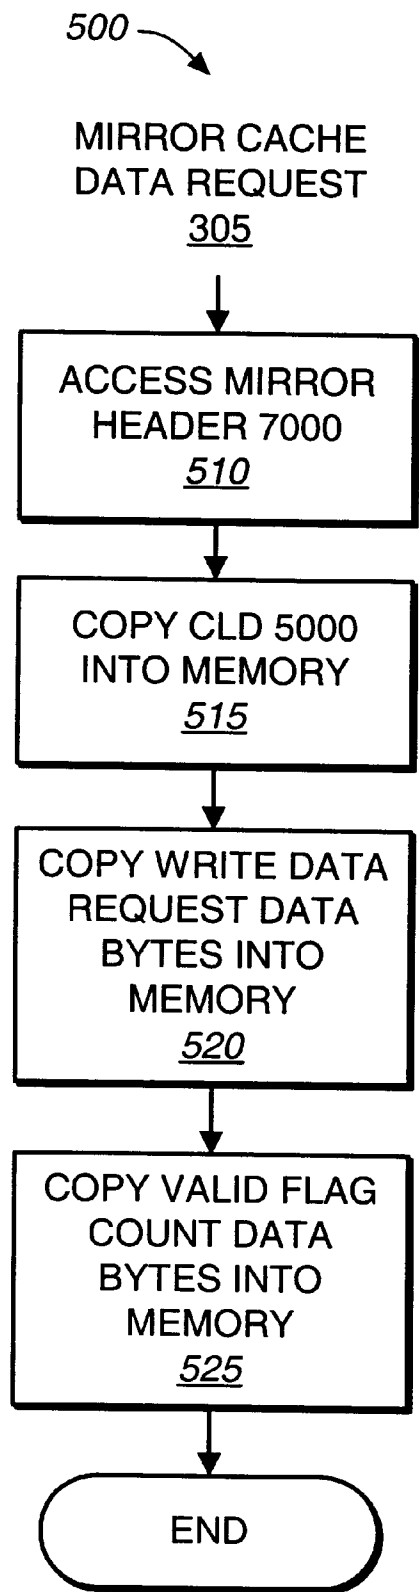 500
MIRROR CACHE
DATA REQUEST
305
ACCESS MIRROR
HEADER 7000
510
COPY CLD 5000
INTO MEMORY
515
COPY WRITE DATA
REQUEST DATA
BYTES INTO
MEMORY
520
COPY VALID FLAG
COUNT DATA
BYTES INTO
MEMORY
525
END